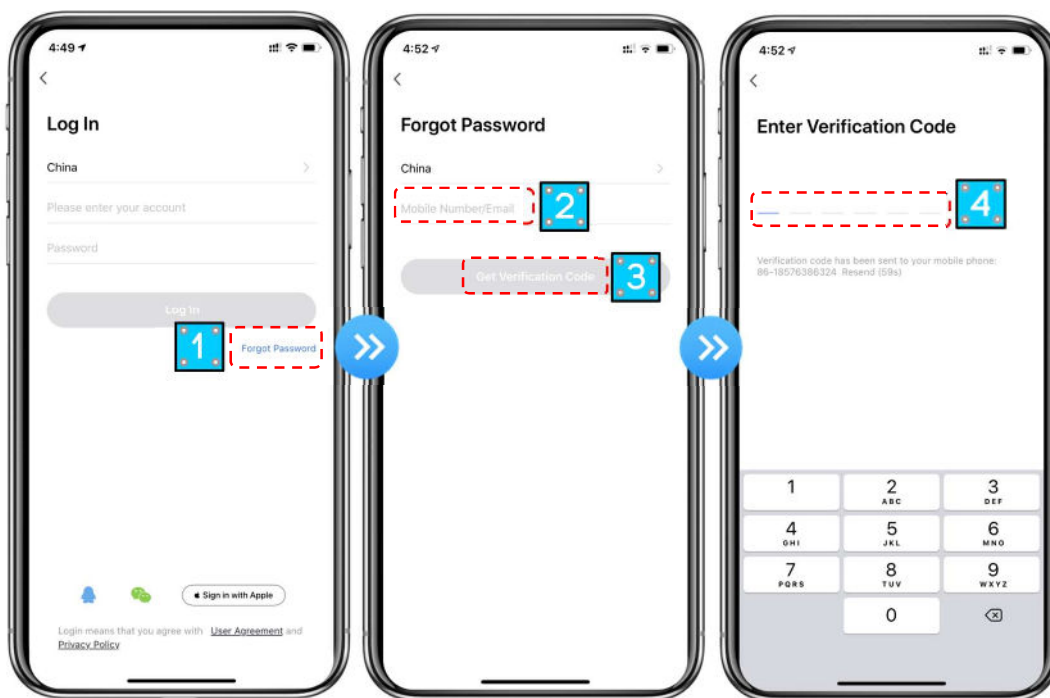 4:49
Log In
China
Please enter your account
Password
Log In
1
Forgot Password
Sign in with Apple
Login means that you agree with User Agreement and
Privacy Policy
4:52
Forgot Password
China
Mobile Number/Email
2
Get Verification Code
3
4:52
Enter Verification Code
4
Verification code has been sent to your mobile phone:
86-18576386324 Resend (59s)
1
2
ABC
3
DEF
4
GHI
5
JKL
6
MNO
7
PQRS
8
TUV
9
WXYZ
0